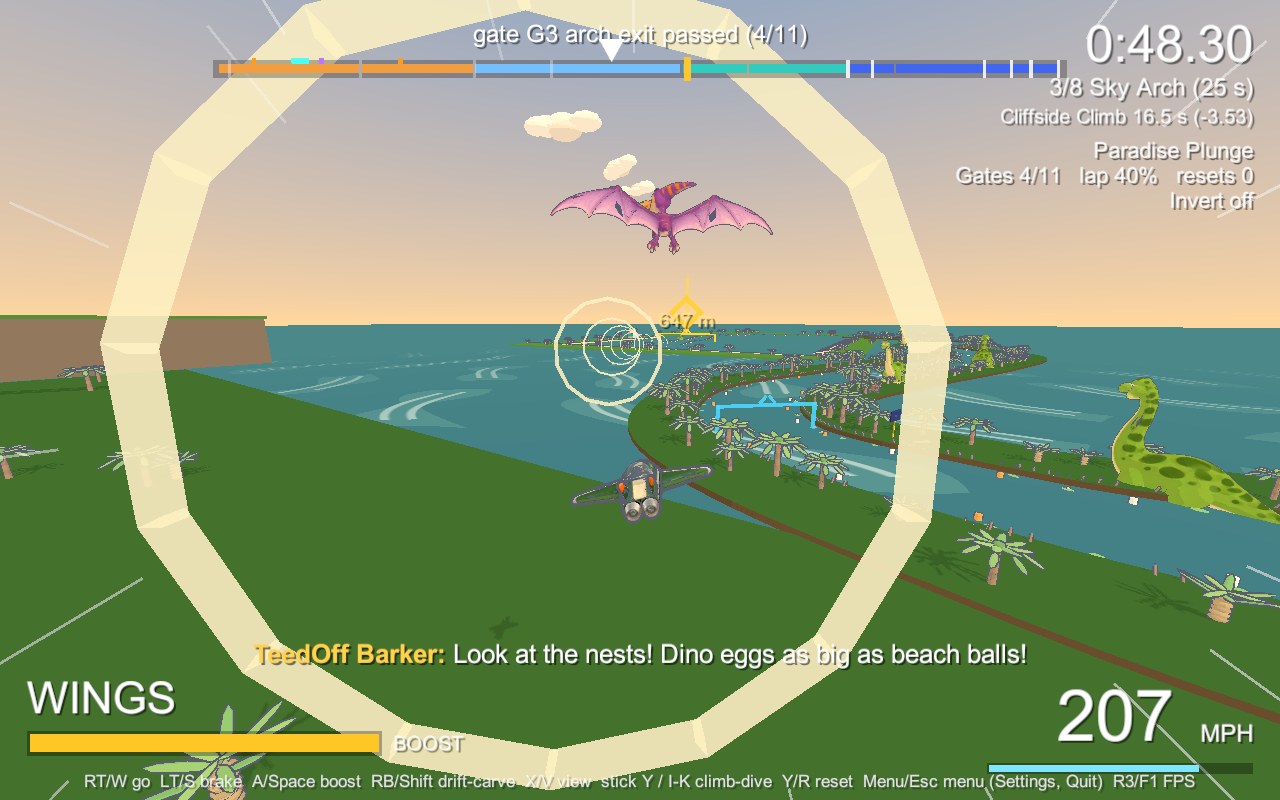 gate G3 arch exit passed (4/11)
0:48.30
3/8 Sky Arch (25 s)
Cliffside Climb 16.5 s (-3.53)
Paradise Plunge
Gates 4/11 lap 40% resets 0
Invert off
647 m
TeedOff Barker: Look at the nests! Dino eggs as big as beach balls!
WINGS
BOOST
207 MPH
RT/W go LT/S brake A/Space boost RB/Shift drift-carve X/V view stick Y / I-K climb-dive Y/R reset Menu/Esc menu (Settings, Quit) R3/F1 FPS